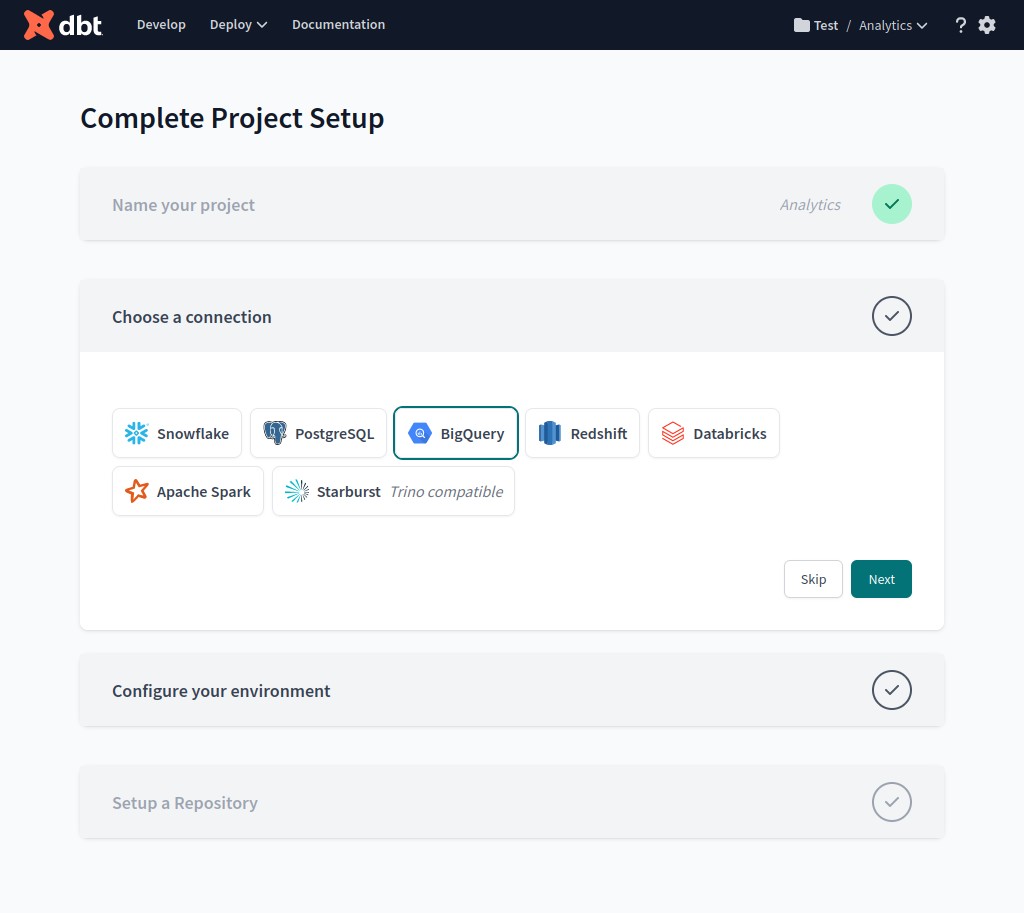 dbt Develop Deploy Documentation Test / Analytics ?
Complete Project Setup
Name your project Analytics
Choose a connection
Snowflake PostgreSQL BigQuery Redshift Databricks
Apache Spark Starburst Trino compatible
Skip Next
Configure your environment
Setup a Repository